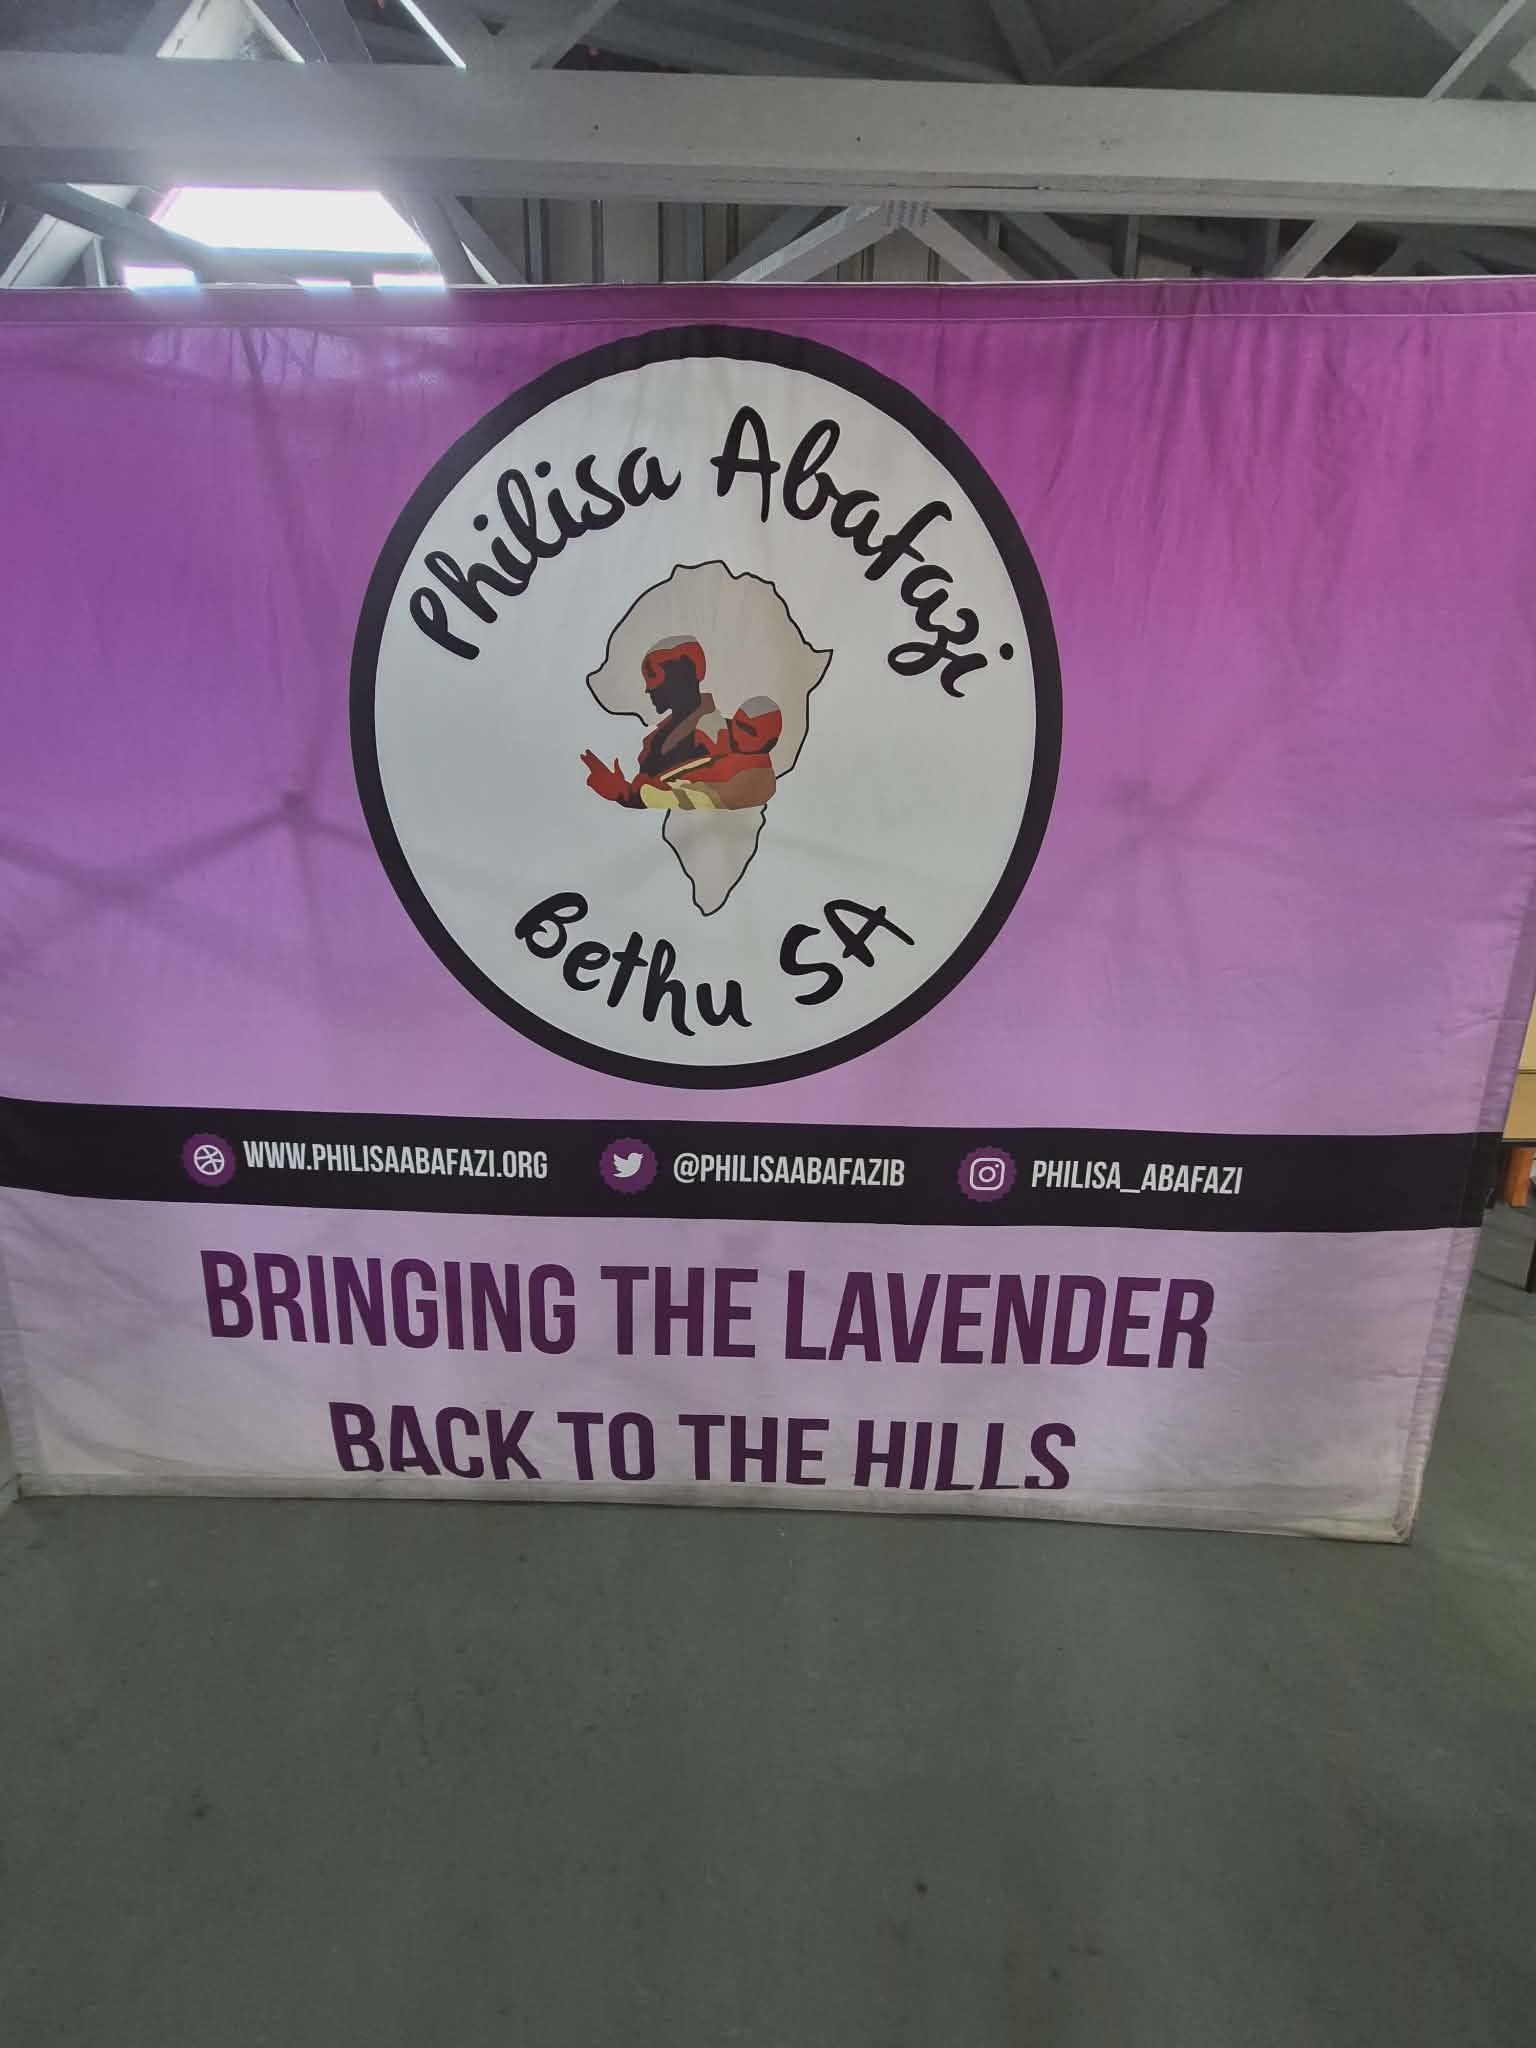 Philisa Abafazi
Bethu SA
WWW.PHILISAABAFAZI.ORG @PHILISAABAFAZIB PHILISA_ABAFAZI
BRINGING THE LAVENDER
BACK TO THE HILLS